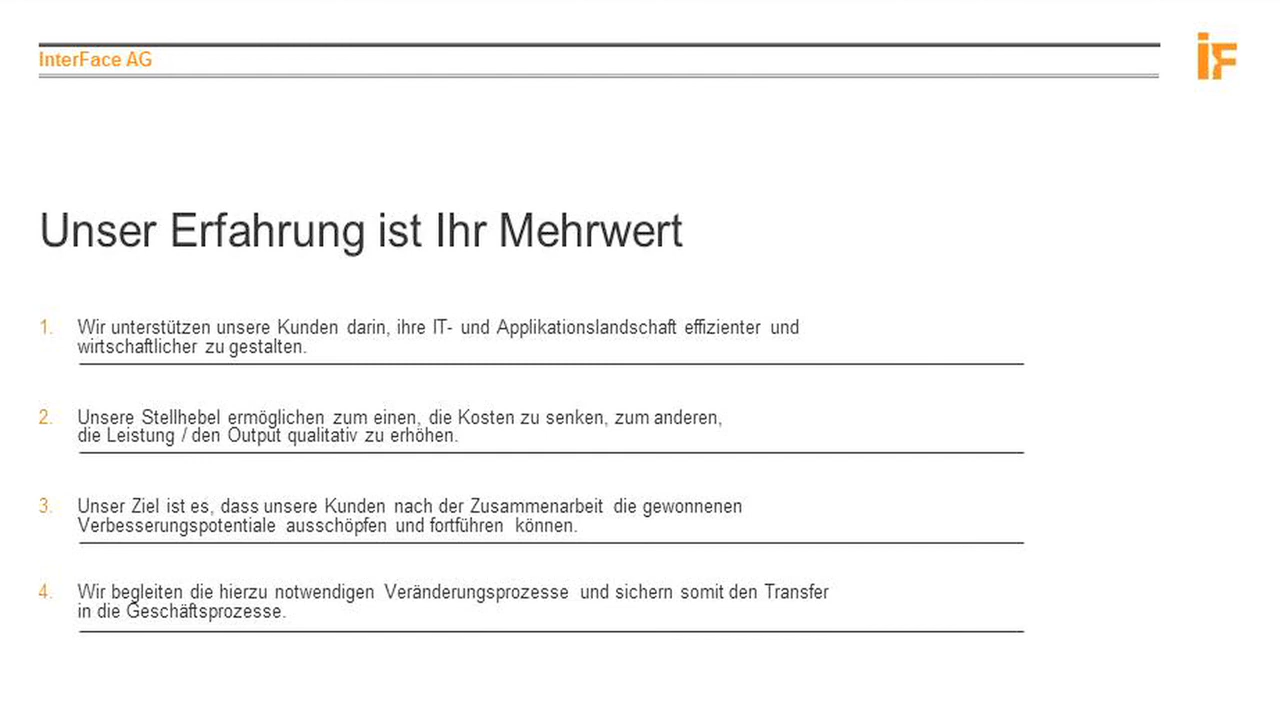 InterFace AG
iF
Unser Erfahrung ist Ihr Mehrwert
1. Wir unterstützen unsere Kunden darin, ihre IT- und Applikationslandschaft effizienter und
wirtschaftlicher zu gestalten.
2. Unsere Stellhebel ermöglichen zum einen, die Kosten zu senken, zum anderen,
die Leistung / den Output qualitativ zu erhöhen.
3. Unser Ziel ist es, dass unsere Kunden nach der Zusammenarbeit die gewonnenen
Verbesserungspotentiale ausschöpfen und fortführen können.
4. Wir begleiten die hierzu notwendigen Veränderungsprozesse und sichern somit den Transfer
in die Geschäftsprozesse.